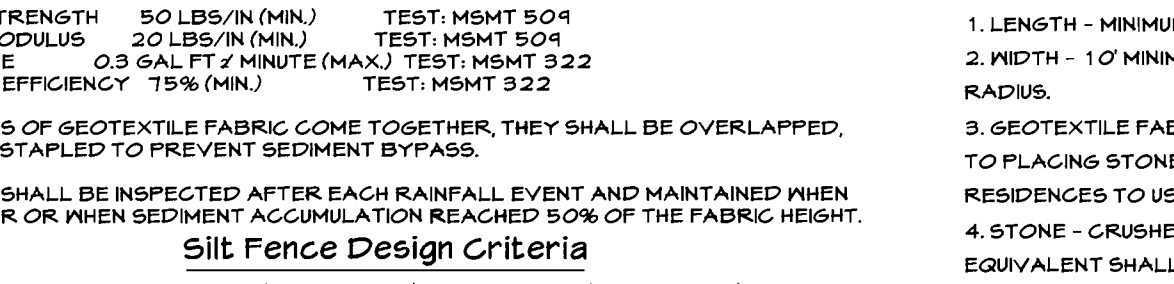 TRENGTH 50 LBS/IN (MIN.) TEST: MSMT 509
ODULUS 20 LBS/IN (MIN.) TEST: MSMT 509
E 0.3 GAL FT / MINUTE (MAX.) TEST: MSMT 322
EFFICIENCY 75% (MIN.) TEST: MSMT 322
S OF GEOTEXTILE FABRIC COME TOGETHER, THEY SHALL BE OVERLAPPED,
STAPLED TO PREVENT SEDIMENT BYPASS.
SHALL BE INSPECTED AFTER EACH RAINFALL EVENT AND MAINTAINED WHEN
R OR WHEN SEDIMENT ACCUMULATION REACHED 50% OF THE FABRIC HEIGHT.
Silt Fence Design Criteria
1. LENGTH - MINIMU
2. WIDTH - 10' MINIM
RADIUS.
3. GEOTEXTILE FAB
TO PLACING STONE
RESIDENCES TO US
4. STONE - CRUSHE
EQUIVALENT SHALL